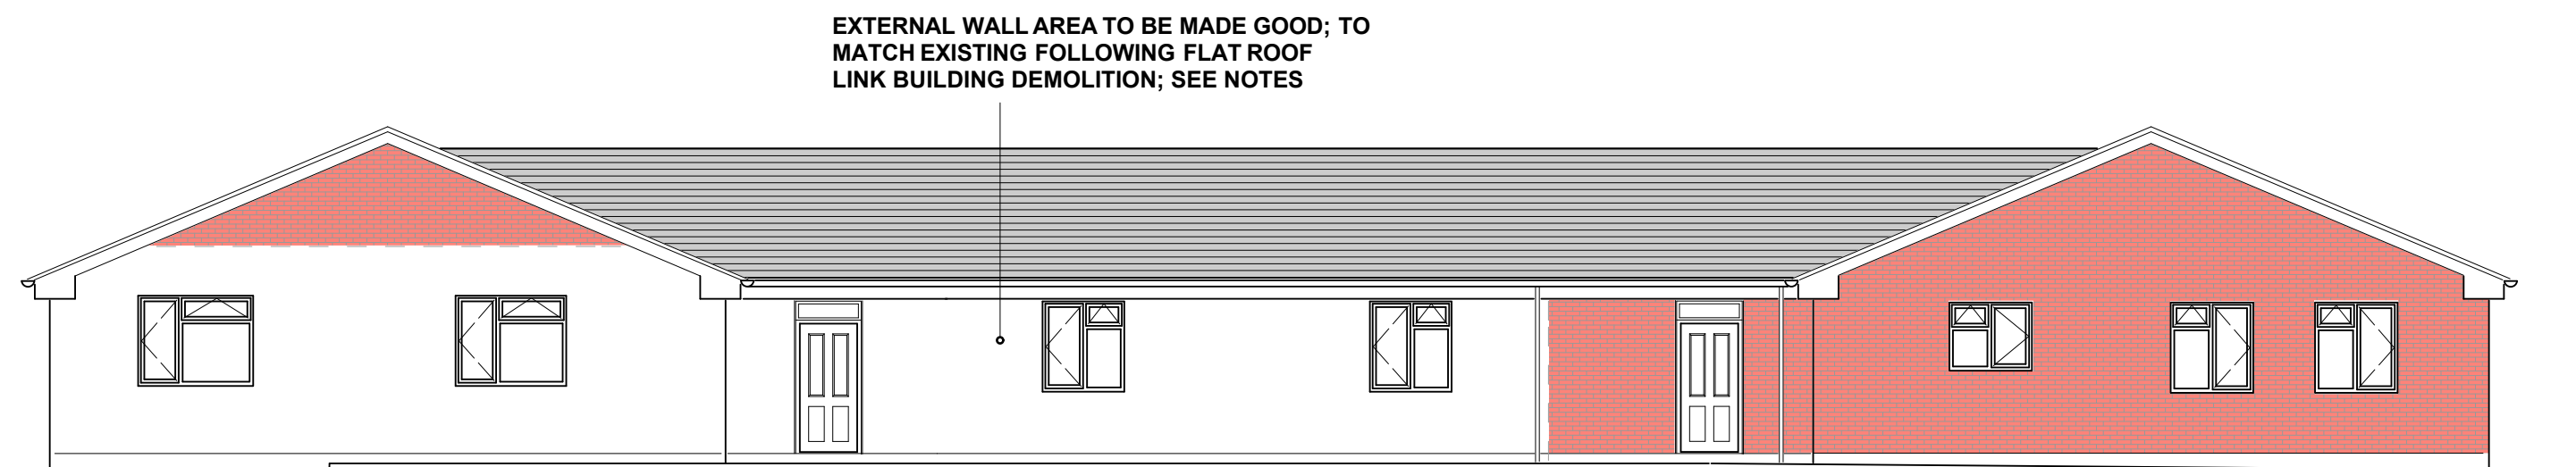 EXTERNAL WALL AREA TO BE MADE GOOD; TO
MATCH EXISTING FOLLOWING FLAT ROOF
LINK BUILDING DEMOLITION; SEE NOTES